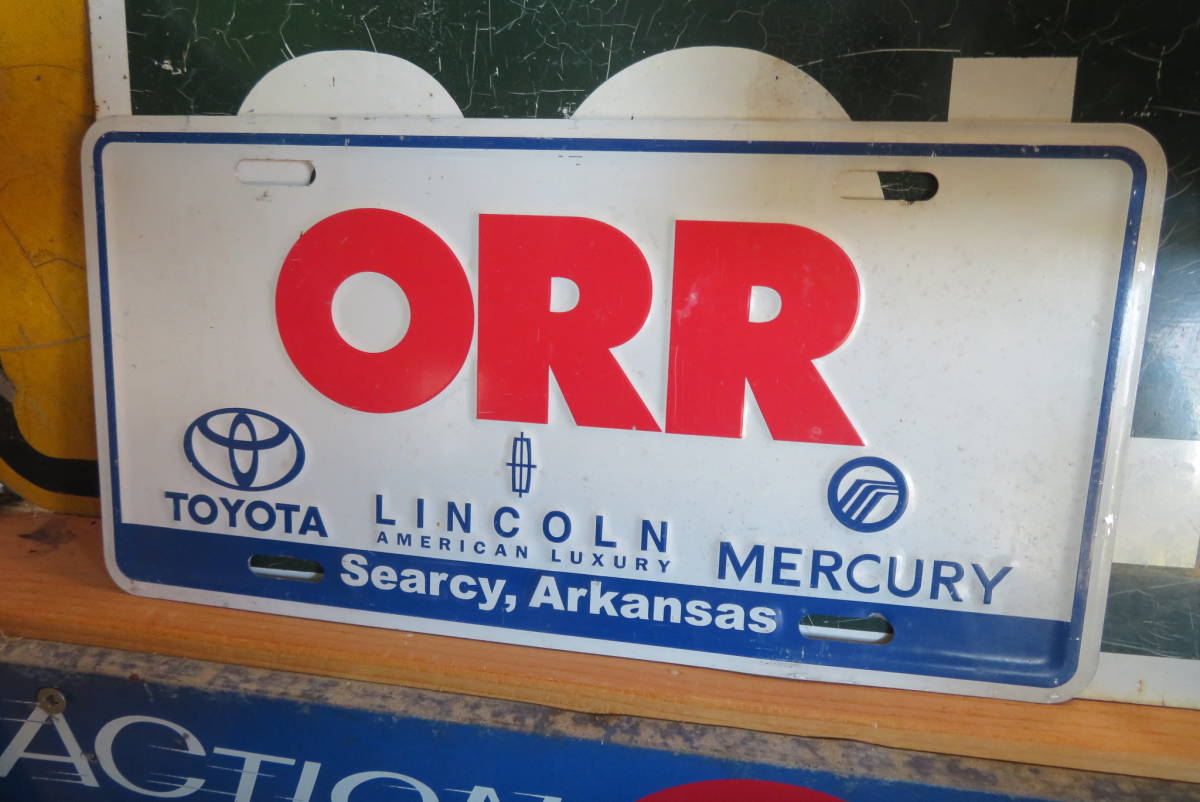 ORR
TOYOTA
LINCOLN
AMERICAN LUXURY
MERCURY
Searcy, Arkansas
ACTION